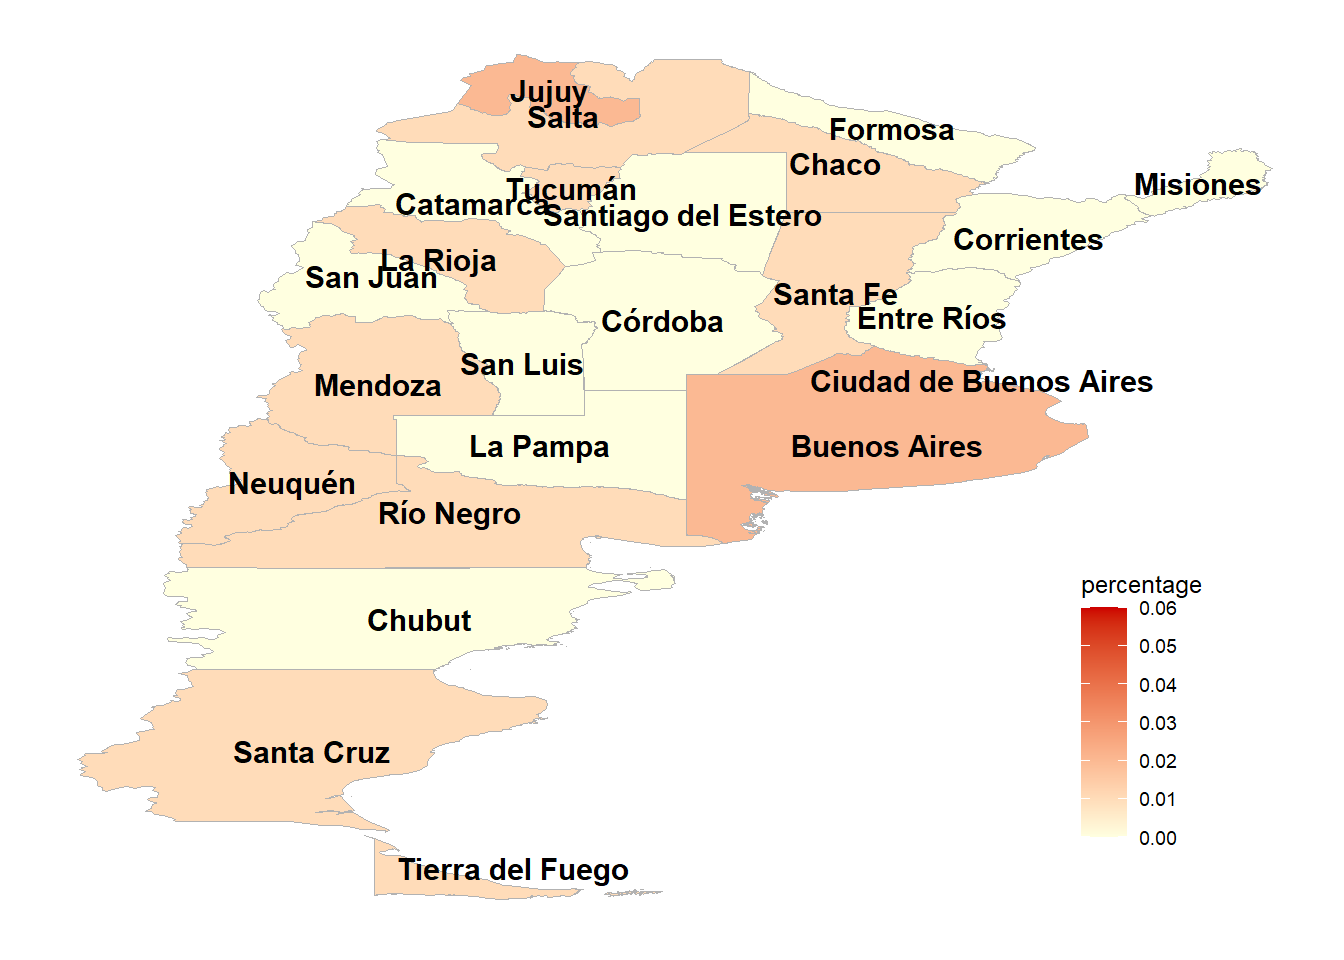 Jujuy
Salta
Formosa
Chaco
Misiones
Tucumán
Catamarca
Santiago del Estero
Corrientes
La Rioja
San Juan
Santa Fe
Entre Ríos
Córdoba
San Luis
Mendoza
Ciudad de Buenos Aires
La Pampa
Buenos Aires
Neuquén
Río Negro
Chubut
Santa Cruz
Tierra del Fuego
percentage
0.06
0.05
0.04
0.03
0.02
0.01
0.00